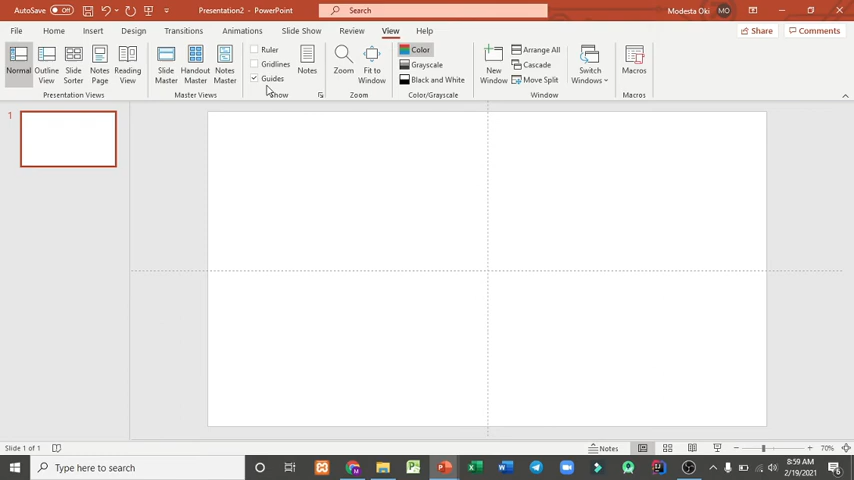 AutoSave Off
Presentation2 - PowerPoint
Search
Modesta Oki MO
File Home Insert Design Transitions Animations Slide Show Review View Help
Share Comments
Normal Outline View Slide Sorter Notes Page Reading View
Presentation Views
Slide Master Handout Master Notes Master
Master Views
Ruler
Gridlines
Guides
Notes
Show
Zoom Fit to Window
Zoom
Color
Grayscale
Black and White
Color/Grayscale
New Window
Arrange All
Cascade
Move Split
Switch Windows
Window
Macros
Macros
1
Slide 1 of 1
Notes
70%
Type here to search
8:59 AM
2/19/2021